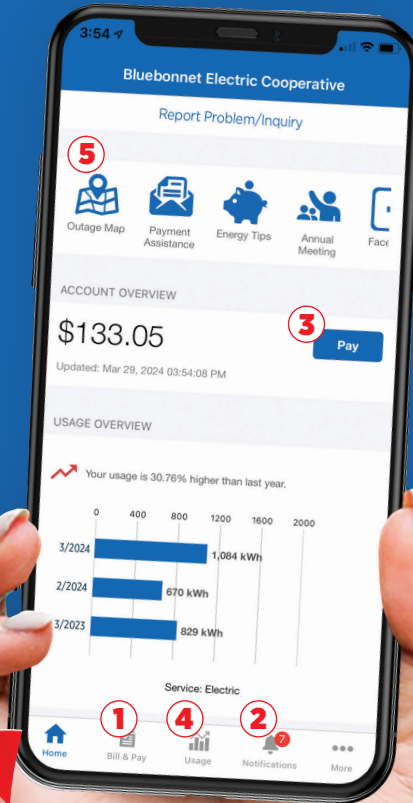 3:54
Bluebonnet Electric Cooperative
Report Problem/Inquiry
5
Outage Map
Payment Assistance
Energy Tips
Annual Meeting
Face
ACCOUNT OVERVIEW
$133.05
3
Pay
Updated: Mar 29, 2024 03:54:08 PM
USAGE OVERVIEW
Your usage is 30.76% higher than last year.
0 400 800 1200 1600 2000
3/2024 1,084 kWh
2/2024 670 kWh
3/2023 829 kWh
Service: Electric
1 4 2
7
Home Bill & Pay Usage Notifications More